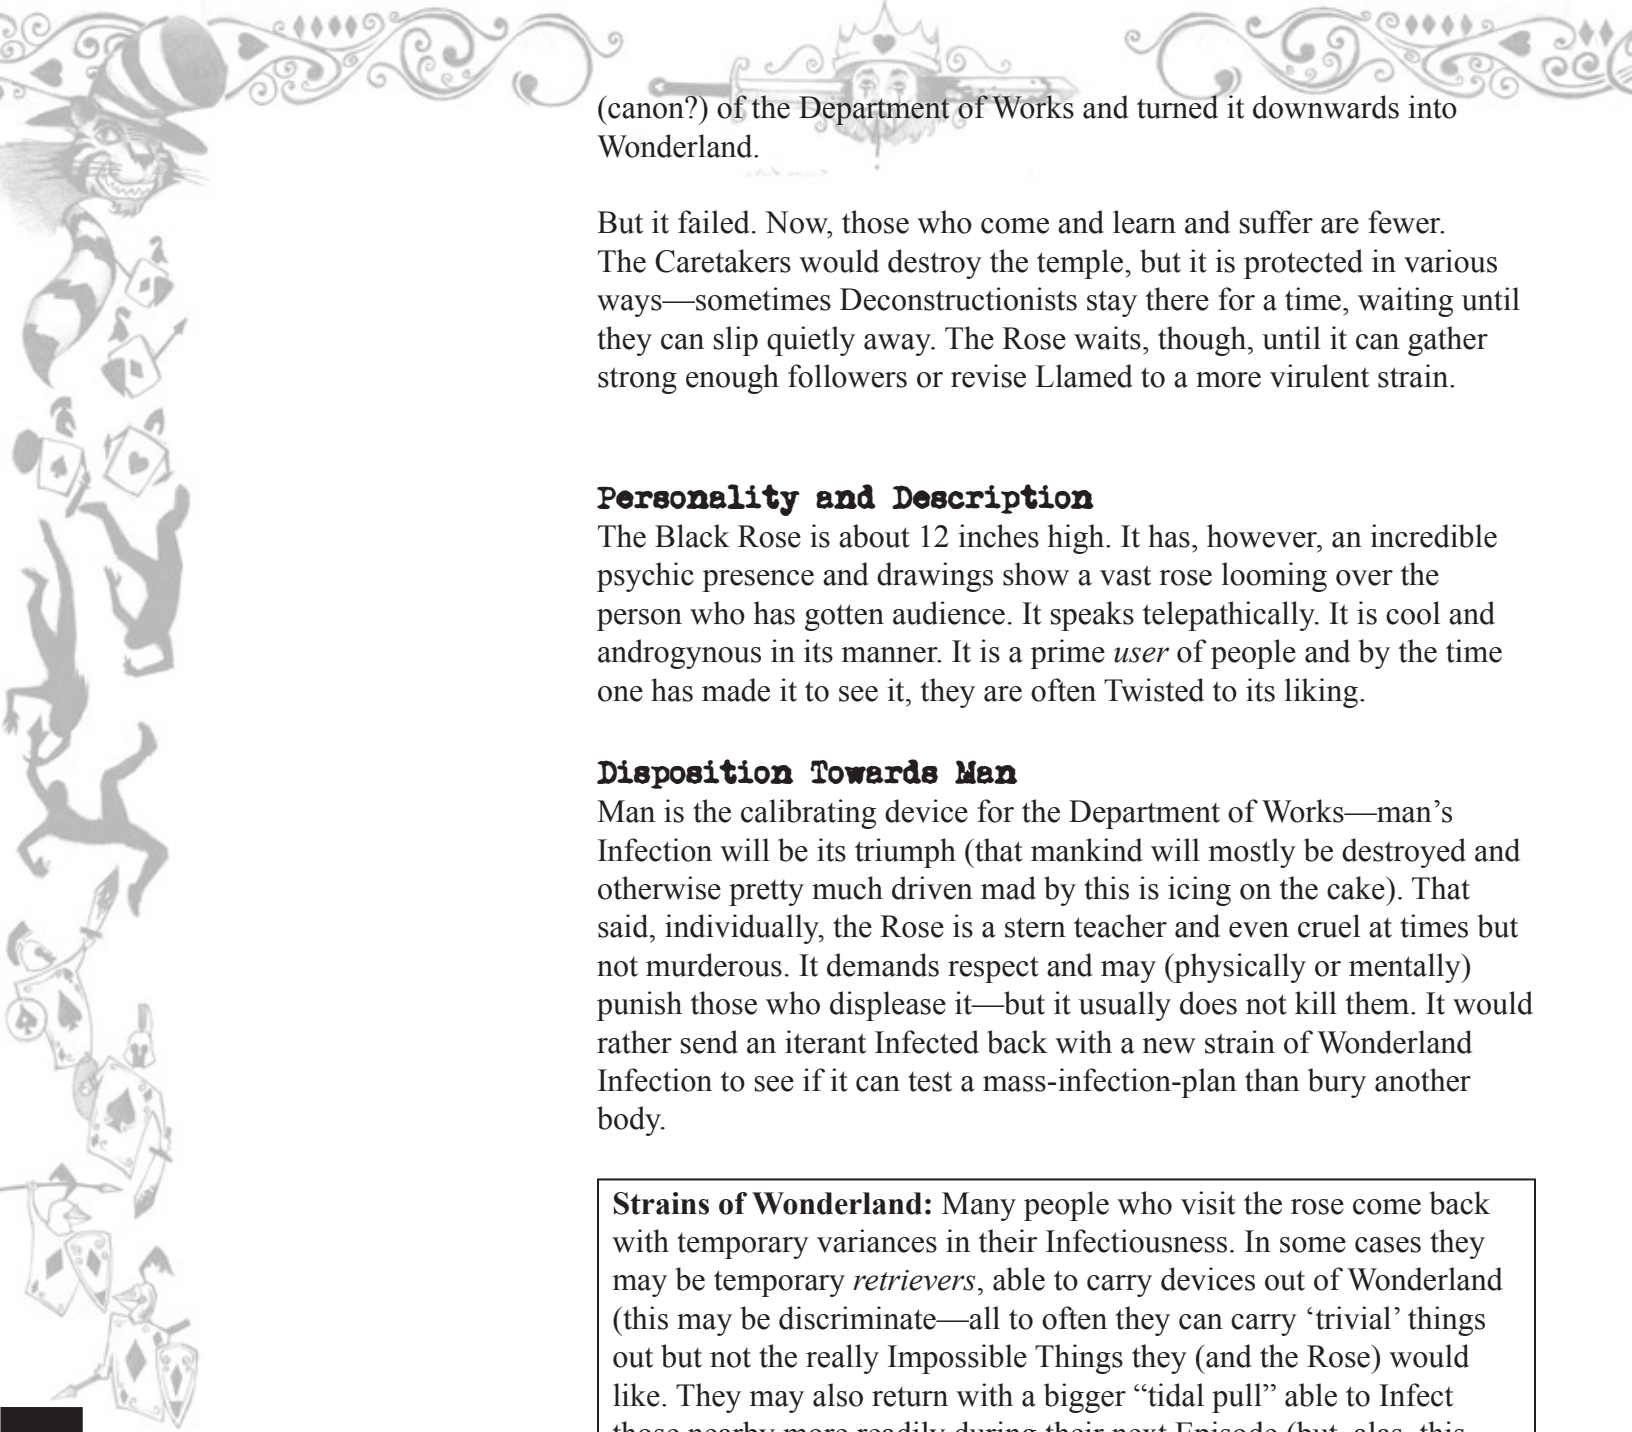 (canon?) of the Department of Works and turned it downwards into
Wonderland.
But it failed. Now, those who come and learn and suffer are fewer.
The Caretakers would destroy the temple, but it is protected in various
ways—sometimes Deconstructionists stay there for a time, waiting until
they can slip quietly away. The Rose waits, though, until it can gather
strong enough followers or revise Llamed to a more virulent strain.
Personality and Description
The Black Rose is about 12 inches high. It has, however, an incredible
psychic presence and drawings show a vast rose looming over the
person who has gotten audience. It speaks telepathically. It is cool and
androgynous in its manner. It is a prime user of people and by the time
one has made it to see it, they are often Twisted to its liking.
Disposition Towards Man
Man is the calibrating device for the Department of Works—man’s
Infection will be its triumph (that mankind will mostly be destroyed and
otherwise pretty much driven mad by this is icing on the cake). That
said, individually, the Rose is a stern teacher and even cruel at times but
not murderous. It demands respect and may (physically or mentally)
punish those who displease it—but it usually does not kill them. It would
rather send an iterant Infected back with a new strain of Wonderland
Infection to see if it can test a mass-infection-plan than bury another
body.
Strains of Wonderland: Many people who visit the rose come back
with temporary variances in their Infectiousness. In some cases they
may be temporary retrievers, able to carry devices out of Wonderland
(this may be discriminate—all to often they can carry ‘trivial’ things
out but not the really Impossible Things they (and the Rose) would
like. They may also return with a bigger “tidal pull” able to Infect
those nearby more readily during their next Episode (but, alas, this